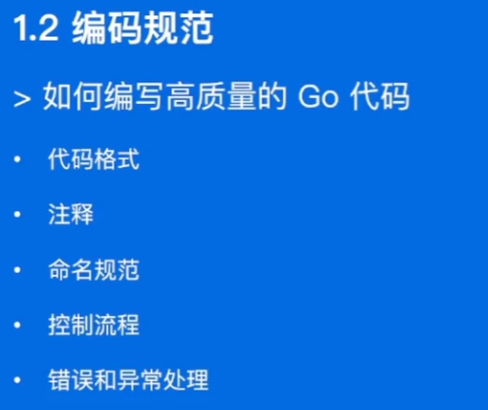 1.2 编码规范
> 如何编写高质量的 Go 代码
• 代码格式
• 注释
• 命名规范
• 控制流程
• 错误和异常处理